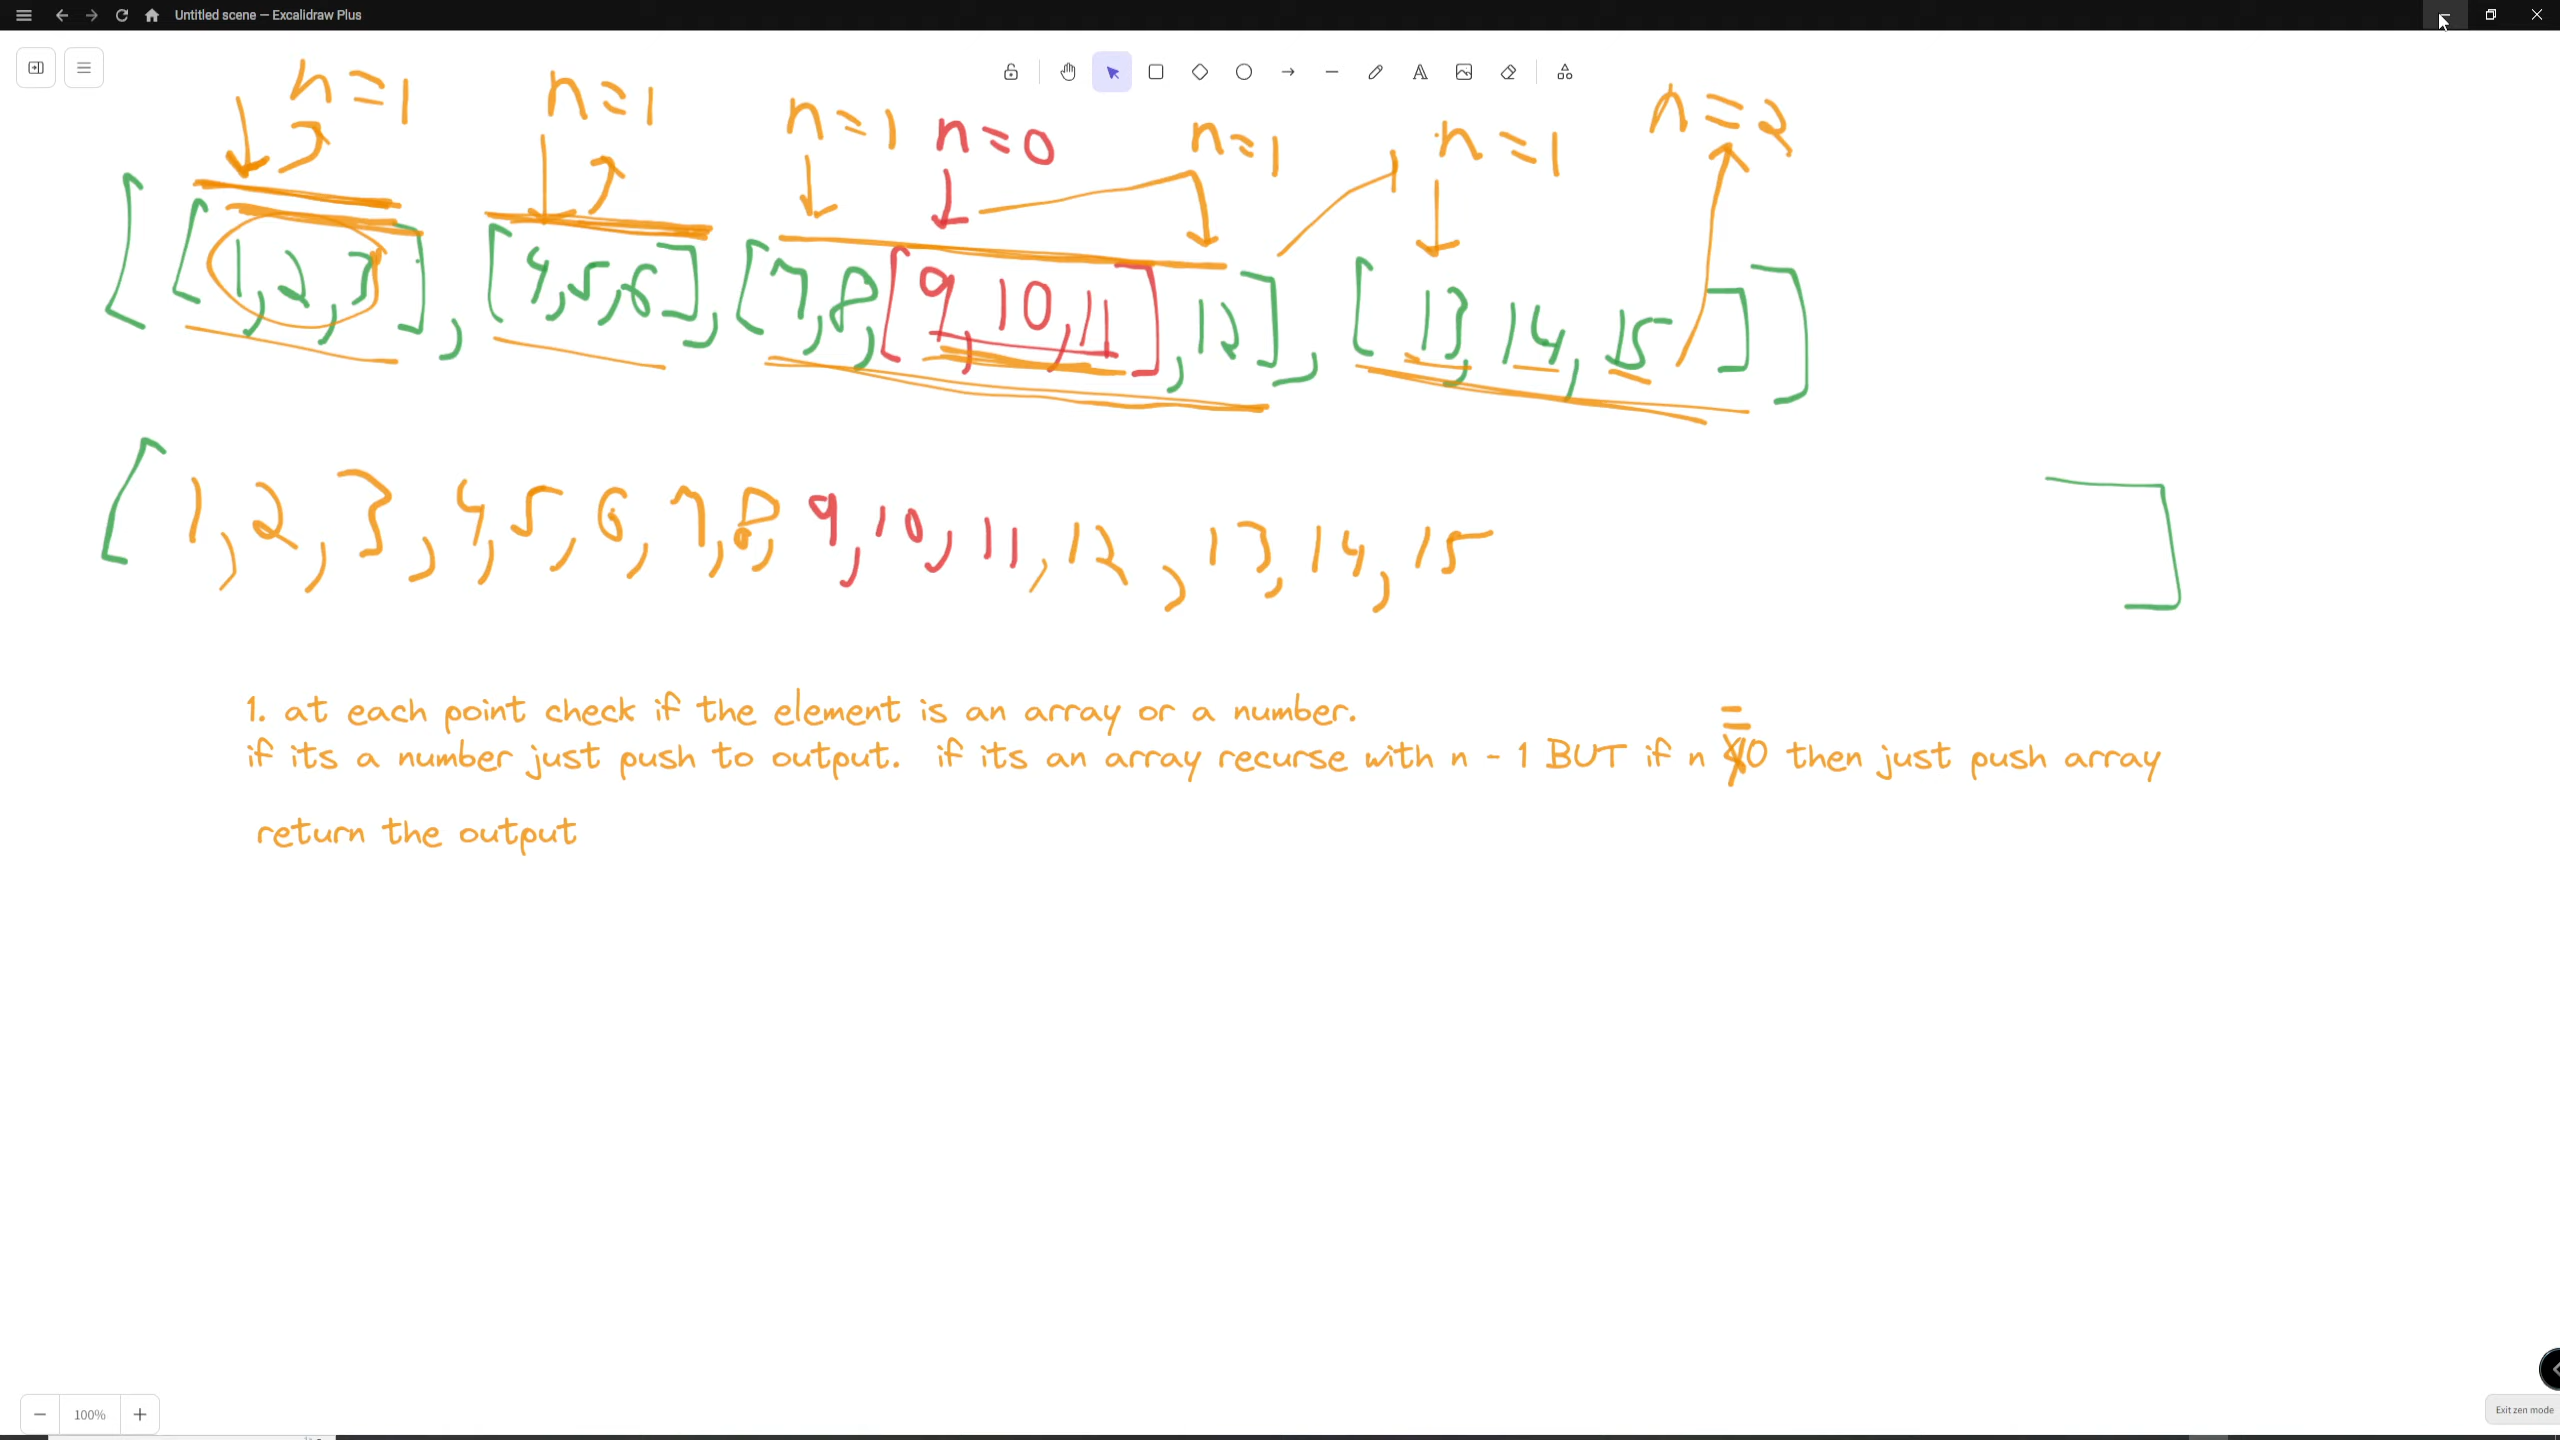 Untitled scene — Excalidraw Plus
n=1 n=1 n=1 n=0 n=1 n=1 n=2
[[1,2,3],[4,5,6],[7,8,[9,10,11],12],[13,14,15]]
[1,2,3,4,5,6,7,8,9,10,11,12,13,14,15]
1. at each point check if the element is an array or a number.
if its a number just push to output. if its an array recurse with n - 1 BUT if n = 0 then just push array
return the output
100%
Exit zen mode